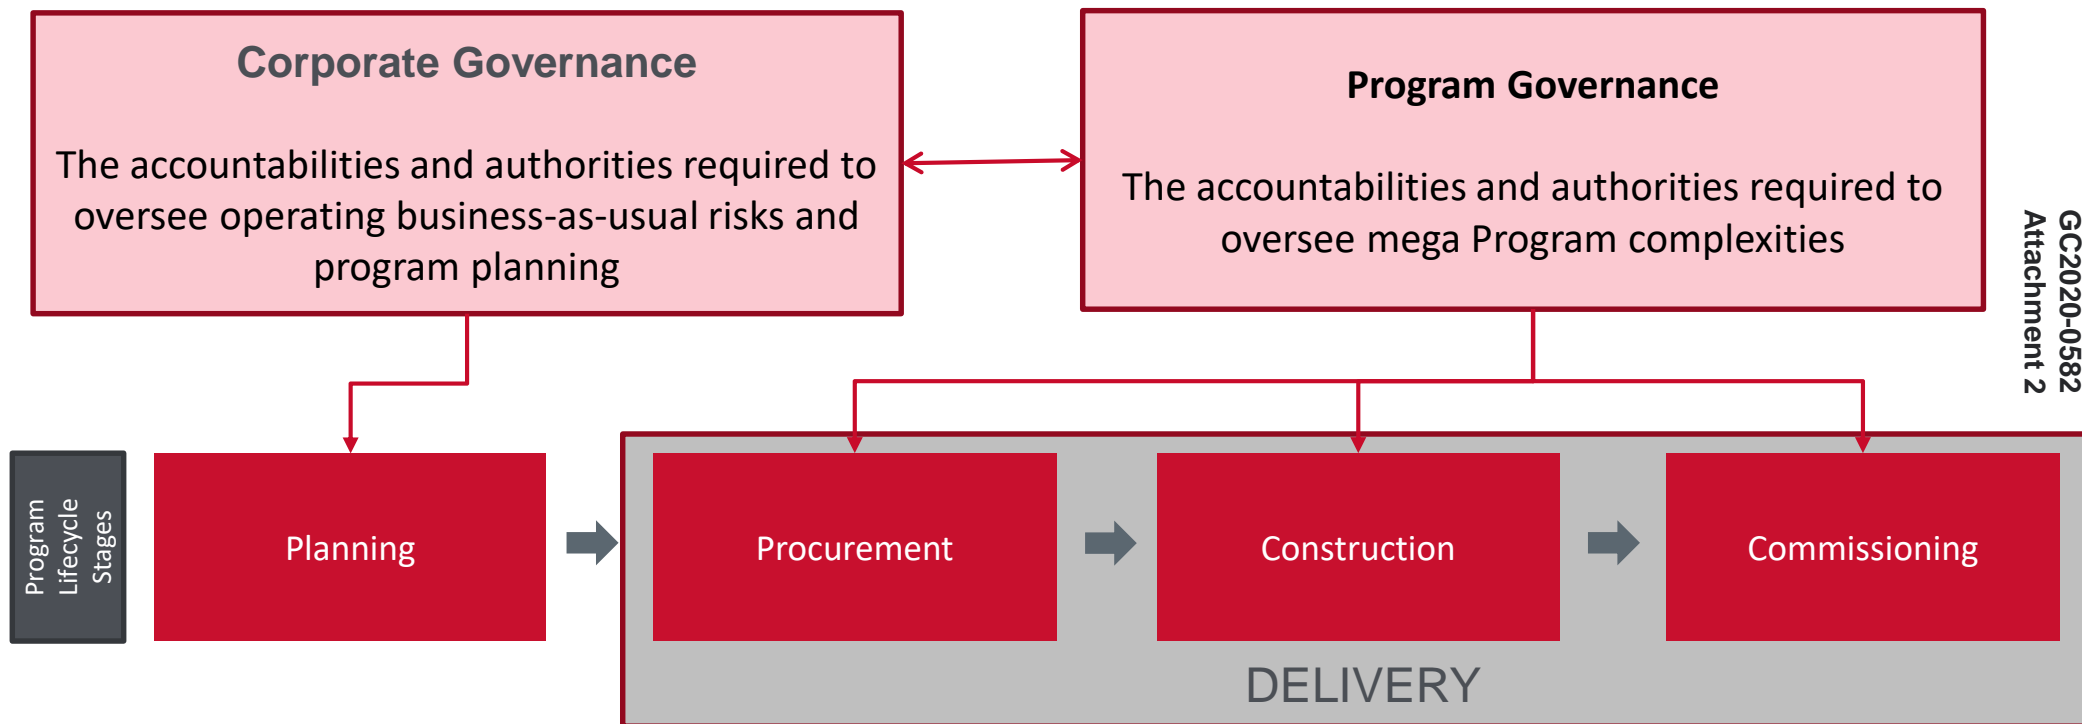 Corporate Governance
The accountabilities and authorities required to
oversee operating business-as-usual risks and
program planning
Program Governance
The accountabilities and authorities required to
oversee mega Program complexities
GC2020-0582
Attachment 2
Program
Lifecycle
Stages
Planning
Procurement
Construction
Commissioning
DELIVERY